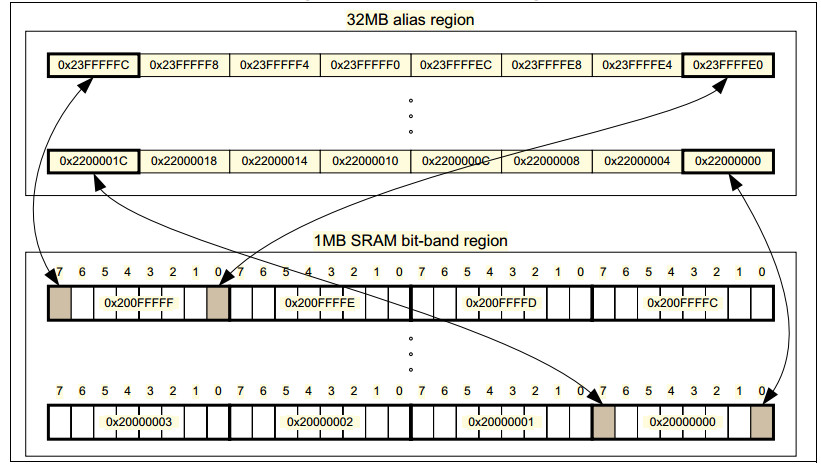 32MB alias region
0x23FFFFFC 0x23FFFFF8 0x23FFFFF4 0x23FFFFF0 0x23FFFFEC 0x23FFFFE8 0x23FFFFE4 0x23FFFFE0
0x2200001C 0x22000018 0x22000014 0x22000010 0x2200000C 0x22000008 0x22000004 0x22000000
1MB SRAM bit-band region
7 6 5 4 3 2 1 0 7 6 5 4 3 2 1 0 7 6 5 4 3 2 1 0 7 6 5 4 3 2 1 0
0x200FFFFF 0x200FFFFE 0x200FFFFD 0x200FFFFC
7 6 5 4 3 2 1 0 7 6 5 4 3 2 1 0 7 6 5 4 3 2 1 0 7 6 5 4 3 2 1 0
0x20000003 0x20000002 0x20000001 0x20000000